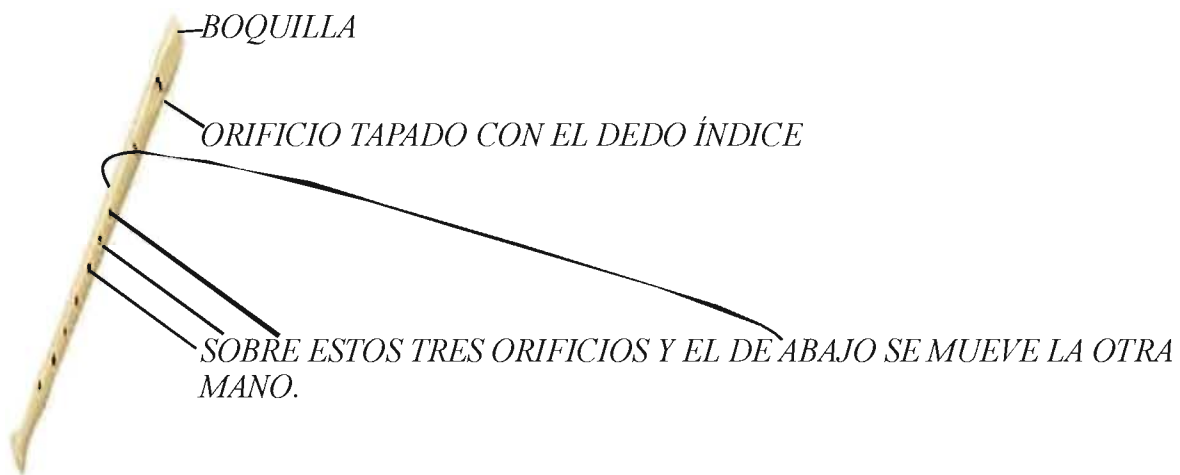 BOQUILLA
ORIFICIO TAPADO CON EL DEDO ÍNDICE
SOBRE ESTOS TRES ORIFICIOS Y EL DE ABAJO SE MUEVE LA OTRA
MANO.